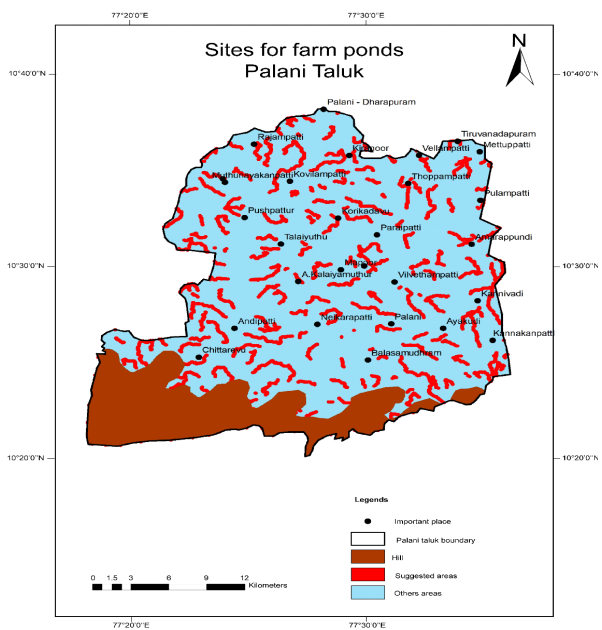 77°20'0"E 77°30'0"E
Sites for farm ponds
Palani Taluk
N
10°40'0"N 10°40'0"N
Palani - Dharapuram
Tiruvanadapuram
Rajampatti
Mettuppatti
Vellampatti
Muthunayakanpatti
Kovilampatti
Thoppampatti
Pulampatti
Pushpattur
Korikadavu
Paraipatti
Talaiyuthu
Amarappundi
10°30'0"N 10°30'0"N
A.Kalaiyamuthur
Vilvethampatti
Kannivadi
Andipatti
Neikarapatti
Palani
Ayakudi
Kannakanpatti
Chittarevu
Balasamudhram
10°20'0"N 10°20'0"N
Legends
Important place
Palani taluk boundary
Hill
Suggested areas
Others areas
0 1.5 3 6 9 12
Kilometers
77°20'0"E 77°30'0"E